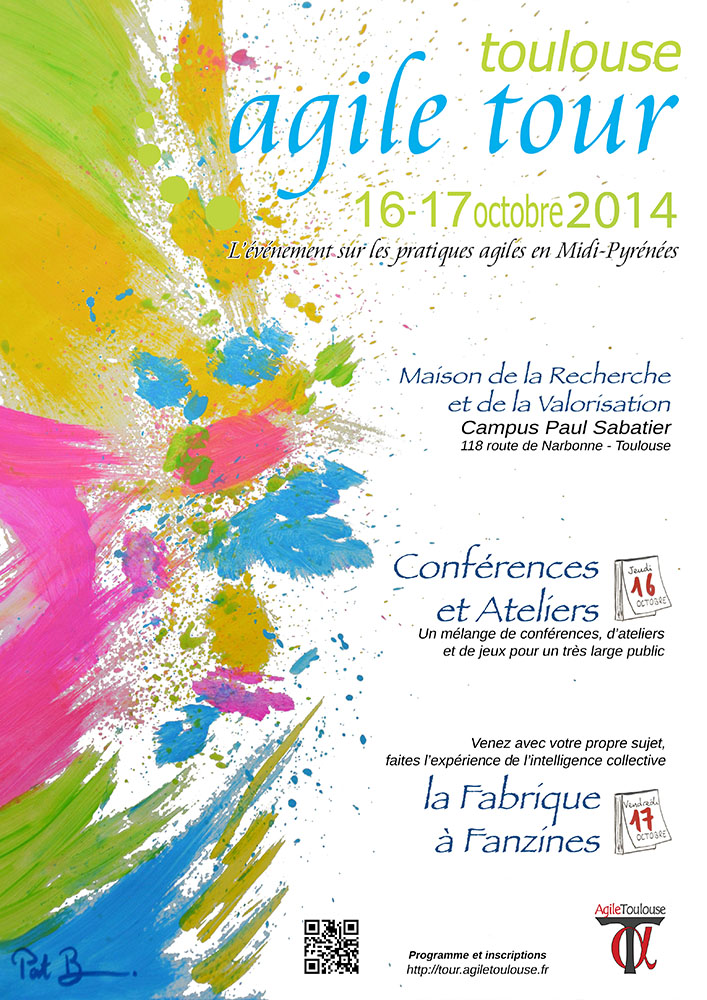 toulouse
agile tour
16-17 octobre 2014
L'événement sur les pratiques agiles en Midi-Pyrénées
Maison de la Recherche
et de la Valorisation
Campus Paul Sabatier
118 route de Narbonne - Toulouse
Conférences
et Ateliers
Jeudi
16
OCTOBRE
Un mélange de conférences, d'ateliers
et de jeux pour un très large public
Venez avec votre propre sujet,
faites l'expérience de l'intelligence collective
la Fabrique
à Fanzines
Vendredi
17
OCTOBRE
AgileToulouse
Programme et inscriptions
http://tour.agiletoulouse.fr